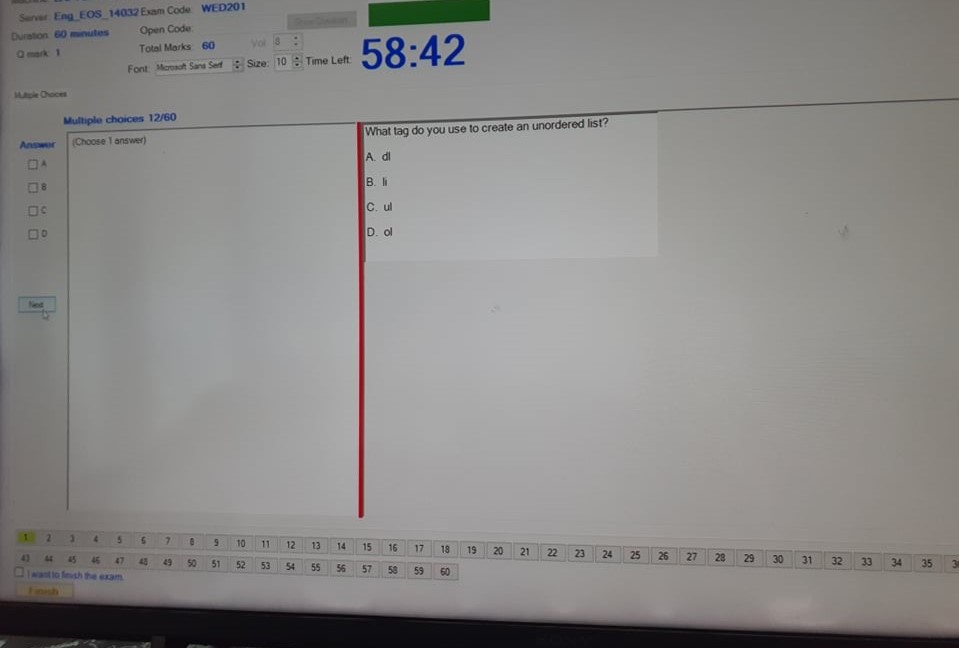 Server: Eng_EOS_14032 Exam Code: WED201
Duration: 60 minutes Open Code:
Q mark: 1 Total Marks: 60 Vol 8
Font: Microsoft Sans Serif Size: 10 Time Left: 58:42
Multiple Choices
Multiple choices 12/60
Answer
(Choose 1 answer)
A
B
C
D
Next
What tag do you use to create an unordered list?
A. dl
B. li
C. ul
D. ol
1 2 3 4 5 6 7 8 9 10 11 12 13 14 15 16 17 18 19 20 21 22 23 24 25 26 27 28 29 30 31 32 33 34 35
43 44 45 46 47 48 49 50 51 52 53 54 55 56 57 58 59 60
I want to finish the exam.
Finish